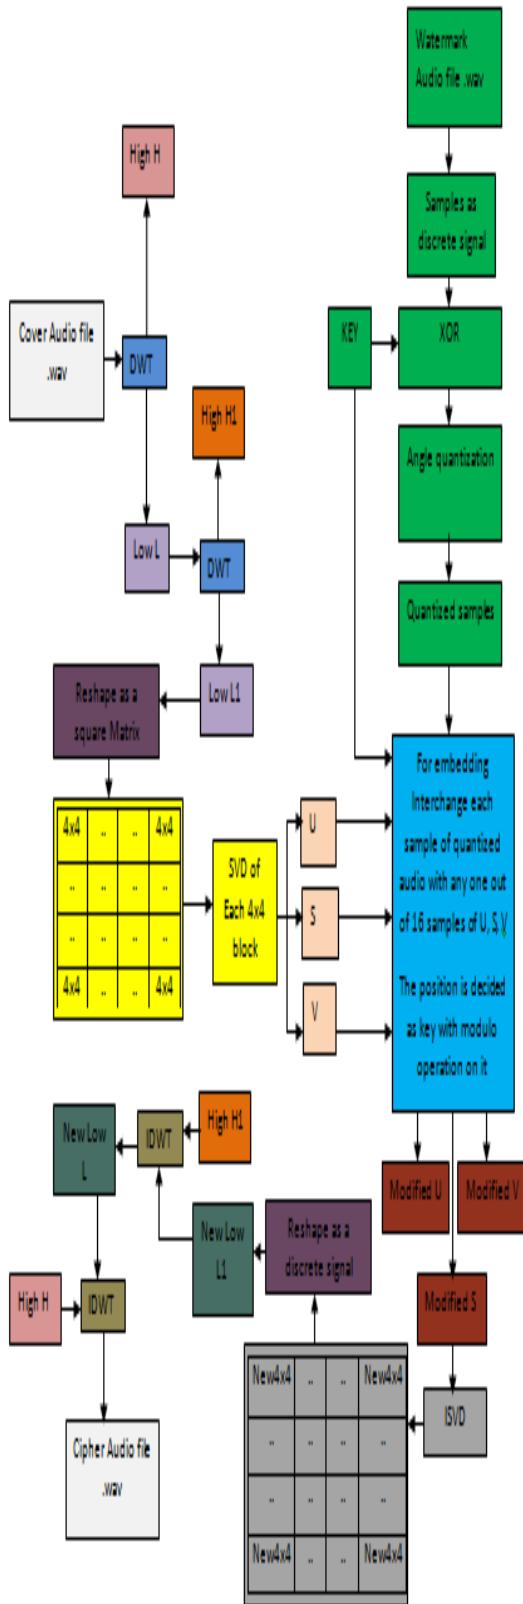 Watermark
Audio file .wav
High H
Samples as
discrete signal
Cover Audio file
.wav
DWT
KEY
XOR
High H1
Angle quantization
Low L
DWT
Quantized samples
Reshape as a
square Matrix
Low L1
For embedding
Interchange each
sample of quantized
audio with any one out
of 16 samples of U, S,V
The position is decided
as key with modulo
operation on it
4x4 .. .. 4x4
.. .. .. ..
.. .. .. ..
4x4 .. .. 4x4
SVD of
Each 4x4
block
U
S
V
New Low
L
IDWT
High H1
Modified U
Modified V
New Low
L1
Reshape as a
discrete signal
High H
IDWT
Modified S
New4x4 .. .. New4x4
.. .. .. ..
.. .. .. ..
New4x4 .. .. New4x4
ISVD
Cipher Audio file
.wav